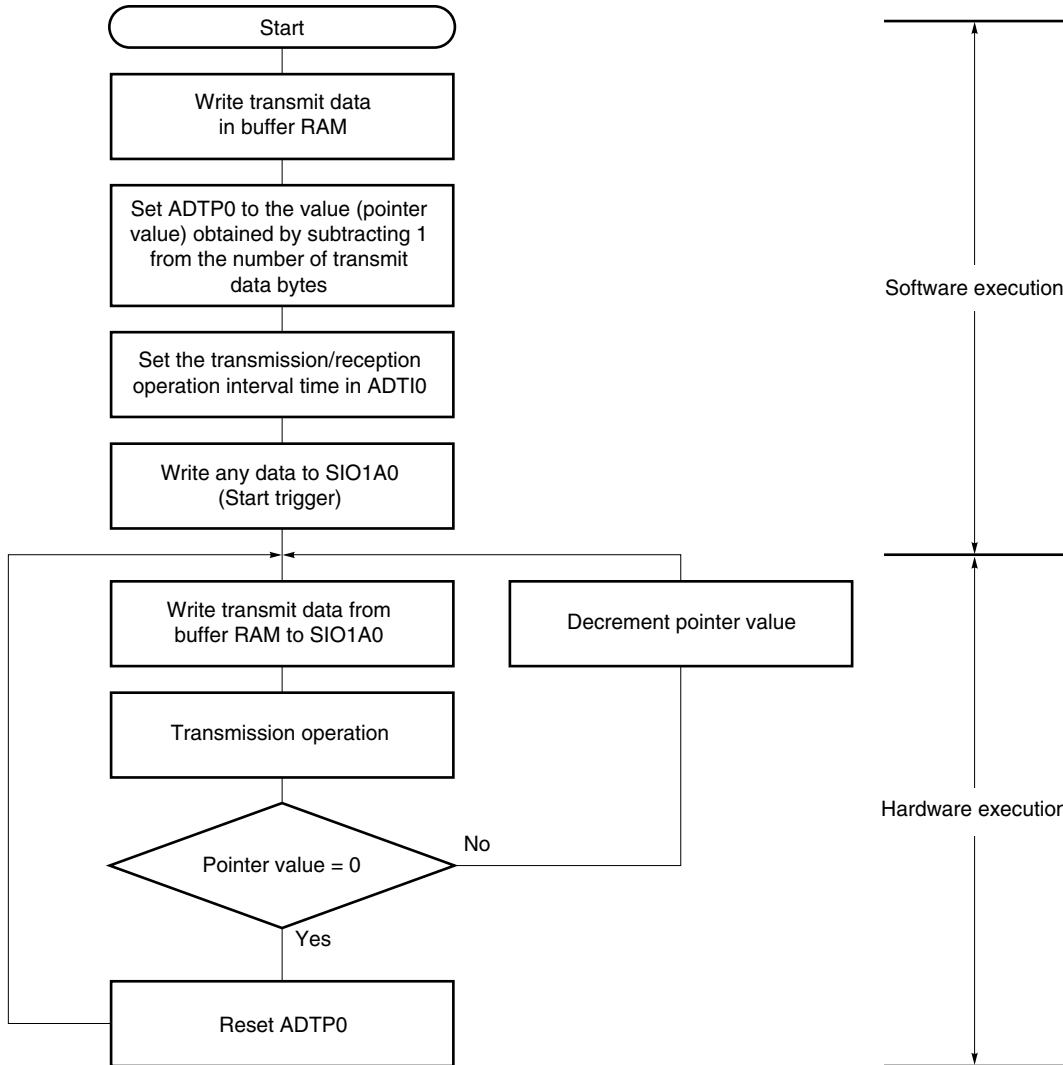 Start
Write transmit data
in buffer RAM
Set ADTP0 to the value (pointer
value) obtained by subtracting 1
from the number of transmit
data bytes
Software execution
Set the transmission/reception
operation interval time in ADTI0
Write any data to SIO1A0
(Start trigger)
Write transmit data from
buffer RAM to SIO1A0
Decrement pointer value
Transmission operation
Hardware execution
Pointer value = 0
No
Yes
Reset ADTP0